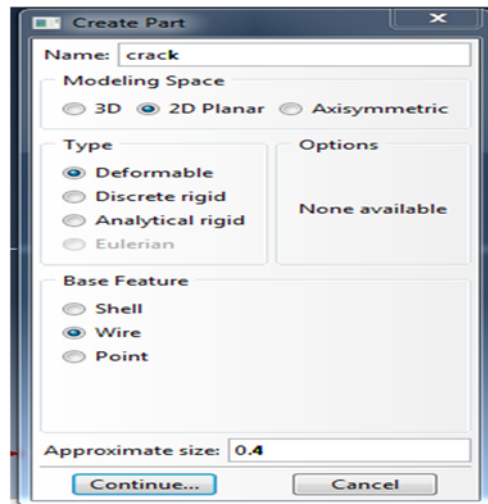 Create Part
Name: crack
Modeling Space
3D 2D Planar Axisymmetric
Type
Deformable
Discrete rigid
Analytical rigid
Eulerian
Options
None available
Base Feature
Shell
Wire
Point
Approximate size: 0.4
Continue... Cancel